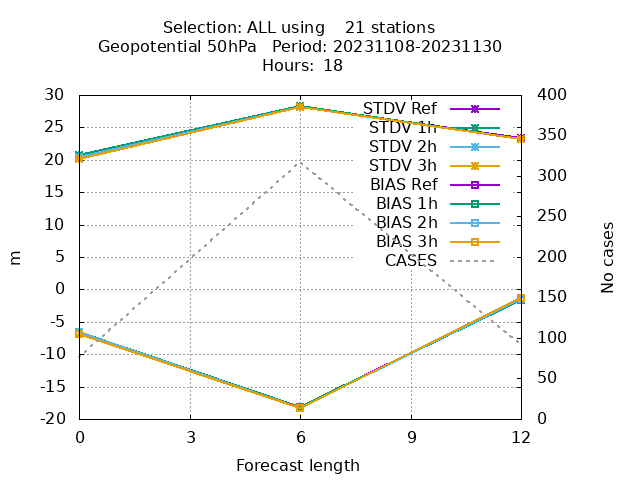 Selection: ALL using    21 stations
Geopotential 50hPa   Period: 20231108-20231130
Hours: 18
30
25
20
15
10
5
0
-5
-10
-15
-20
m
400
350
300
250
200
150
100
50
0
No cases
STDV Ref
STDV 1h
STDV 2h
STDV 3h
BIAS Ref
BIAS 1h
BIAS 2h
BIAS 3h
CASES
0 3 6 9 12
Forecast length